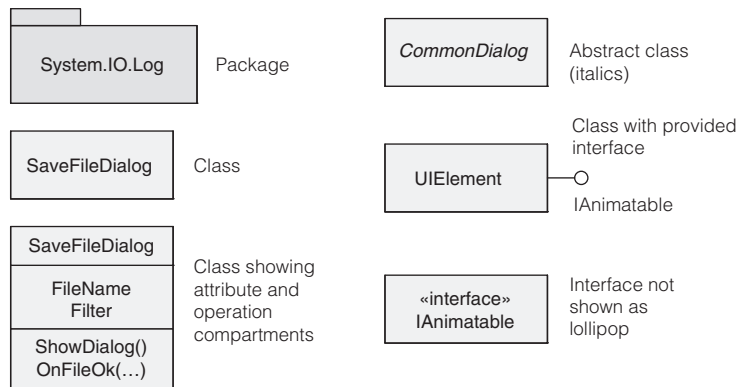 System.IO.Log
Package
SaveFileDialog
Class
SaveFileDialog
FileName
Filter
ShowDialog()
OnFileOk(…)
Class showing
attribute and
operation
compartments
CommonDialog
Abstract class
(italics)
Class with provided
interface
UIElement
IAnimatable
«interface»
IAnimatable
Interface not
shown as
lollipop